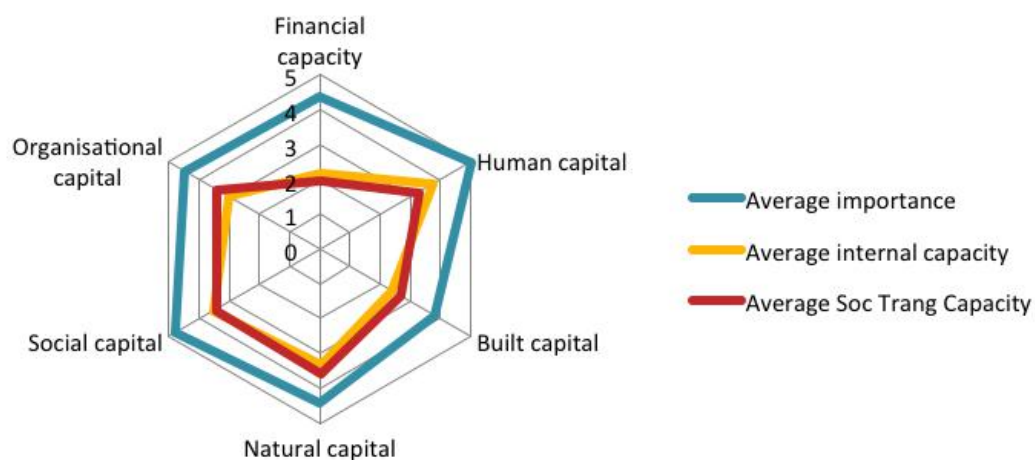 Financial
capacity
5
4
3
2
1
0
Organisational
capital
Human capital
Social capital
Built capital
Natural capital
Average importance
Average internal capacity
Average Soc Trang Capacity